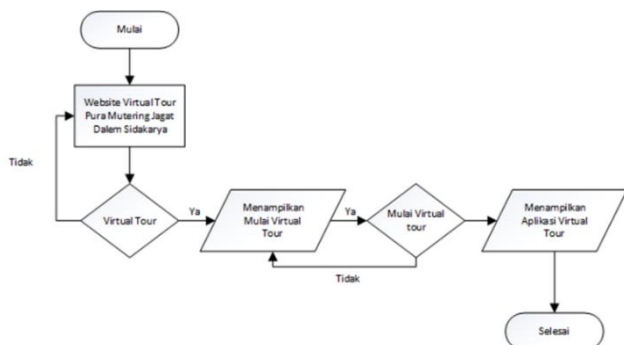 Mulai
Website Virtual Tour
Pura Mutering Jagat
Dalem Sidakarya
Tidak
Virtual Tour
Ya
Menampilkan
Mulai Virtual
Tour
Ya
Mulai Virtual
tour
Tidak
Menampilkan
Aplikasi Virtual
Tour
Selesai